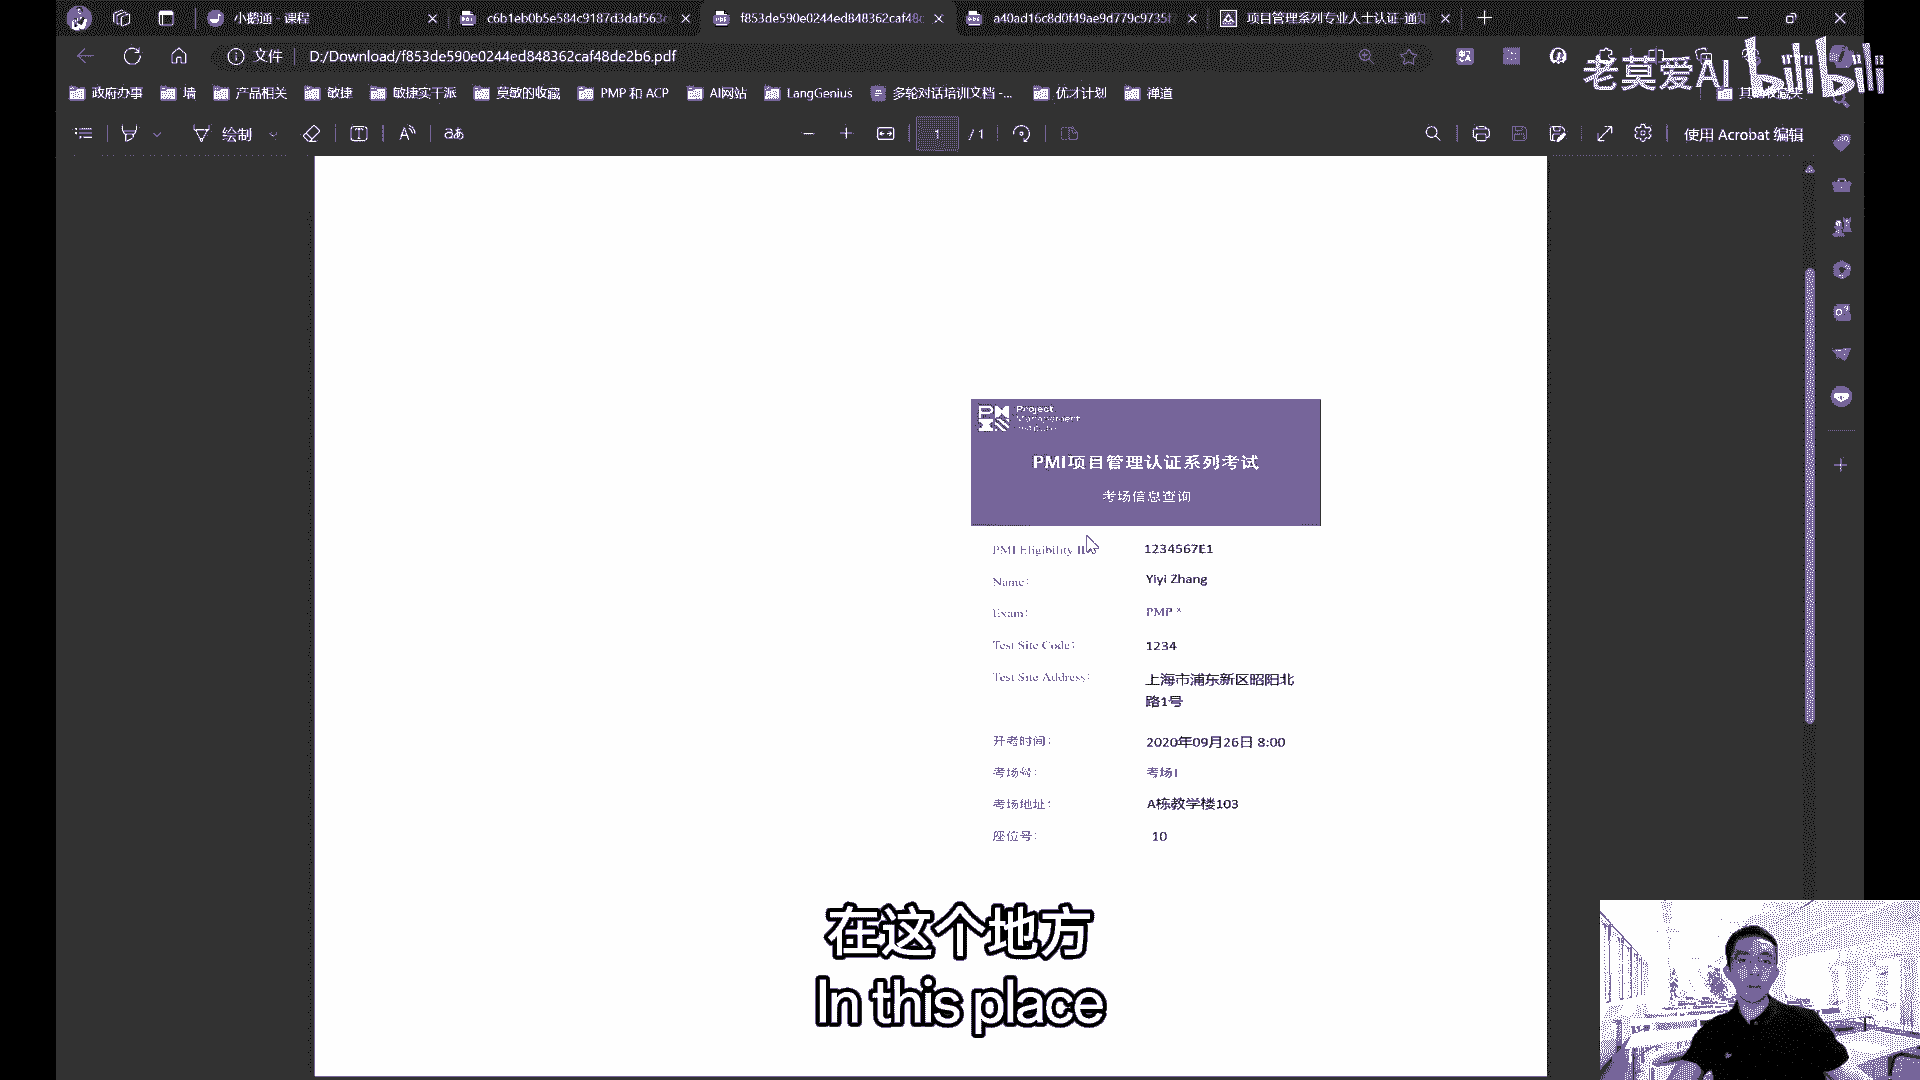 小鹅通 - 课程
c6b1eb0b5e584c9187d3daf563c
f853de590e0244ed848362caf48c
a40ad16c8d0f49ae9d779c9735f
项目管理系列专业人士认证-通知
文件
D:/Download/f853de590e0244ed848362caf48de2b6.pdf
老莫爱AI bilibili
政府办事
墙
产品相关
敏捷
敏捷实干派
莫敏的收藏
PMP 和 ACP
AI网站
LangGenius
多轮对话培训文档 -...
优才计划
禅道
绘制
1 / 1
使用 Acrobat 编辑
Project
Management
Institute
PMI项目管理认证系列考试
考场信息查询
PMI Eligibility ID 1234567E1
Name: Yiyi Zhang
Exam: PMP
Test Site Code: 1234
Test Site Address: 上海市浦东新区昭阳北
路1号
开考时间: 2020年09月26日 8:00
考场号: 考场1
考场地址: A栋教学楼103
座位号: 10
在这个地方
In this place